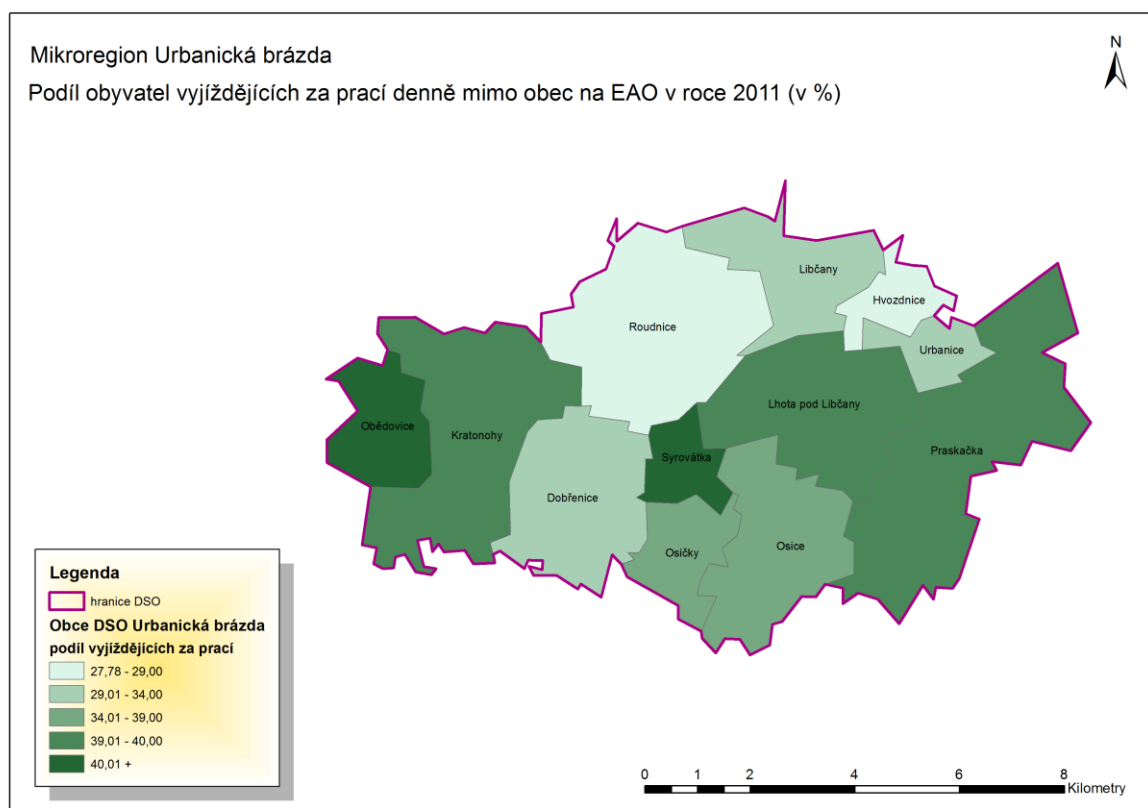 Mikroregion Urbanická brázda
Podíl obyvatel vyjíždějících za prací denně mimo obec na EAO v roce 2011 (v %)
N
Libčany
Hvozdnice
Roudnice
Urbanice
Lhota pod Libčany
Obědovice
Kratonohy
Praskačka
Syrovátka
Dobřenice
Osičky
Osice
Legenda
hranice DSO
Obce DSO Urbanická brázda
podíl vyjíždějících za prací
27,78 - 29,00
29,01 - 34,00
34,01 - 39,00
39,01 - 40,00
40,01 +
0 1 2 4 6 8
Kilometry